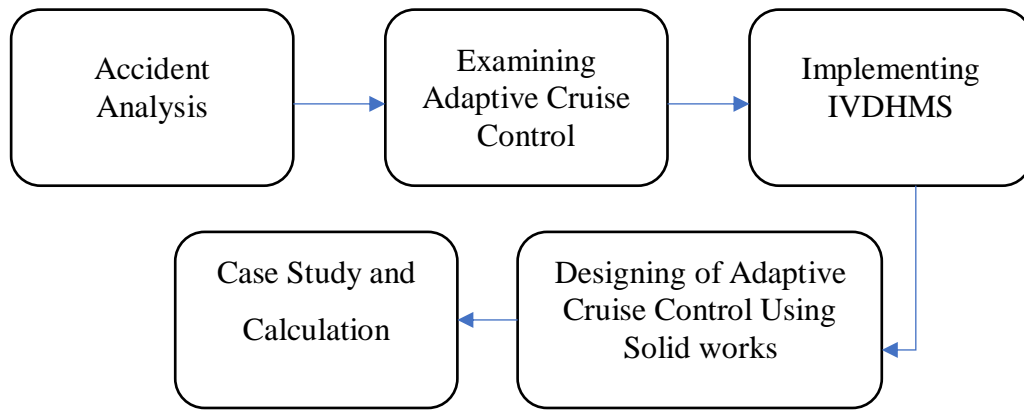 Accident
Analysis
Examining
Adaptive Cruise
Control
Implementing
IVDHMS
Designing of Adaptive
Cruise Control Using
Solid works
Case Study and
Calculation